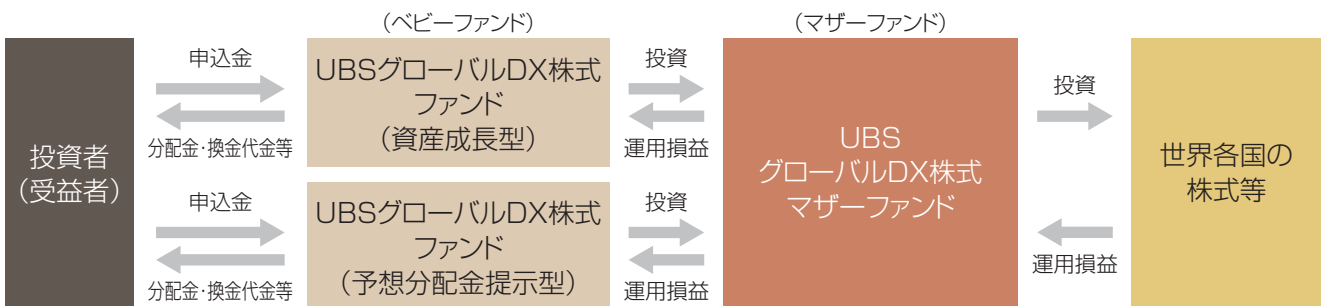 （ベビーファンド）
（マザーファンド）
投資者
（受益者）
申込金
分配金・換金代金等
UBSグローバルDX株式
ファンド
（資産成長型）
投資
運用損益
申込金
分配金・換金代金等
UBSグローバルDX株式
ファンド
（予想分配金提示型）
投資
運用損益
UBS
グローバルDX株式
マザーファンド
投資
運用損益
世界各国の
株式等